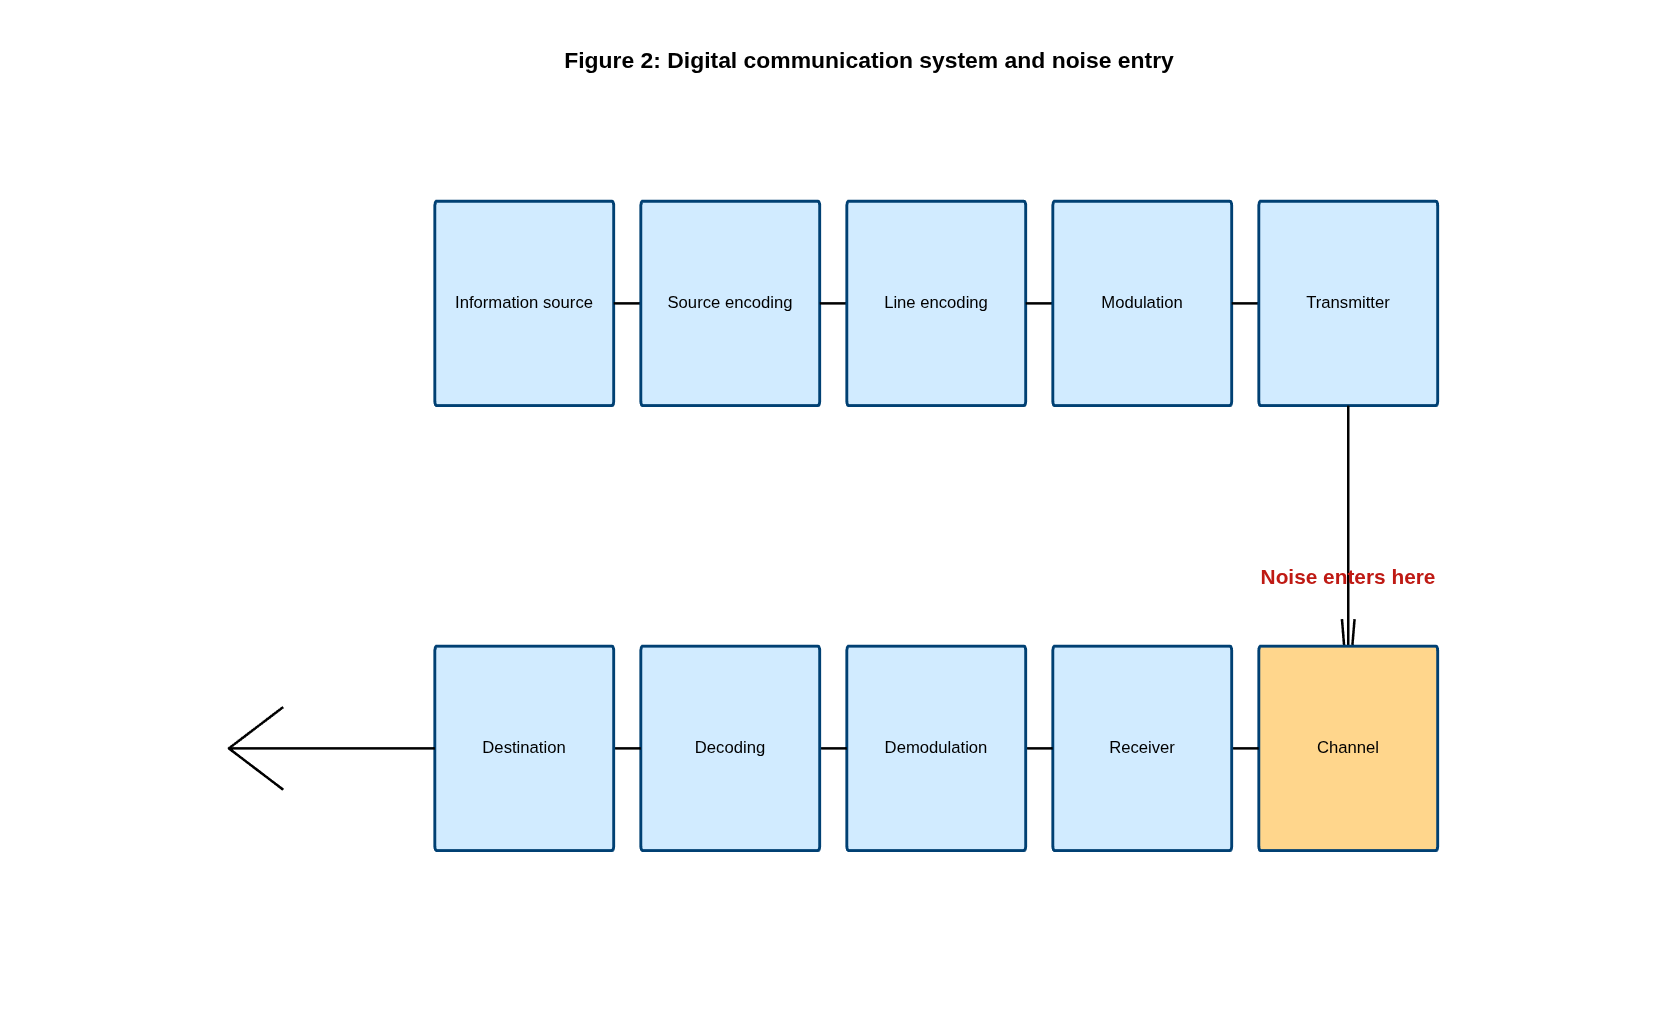 Figure 2: Digital communication system and noise entry
Information source
Source encoding
Line encoding
Modulation
Transmitter
Noise enters here
Destination
Decoding
Demodulation
Receiver
Channel